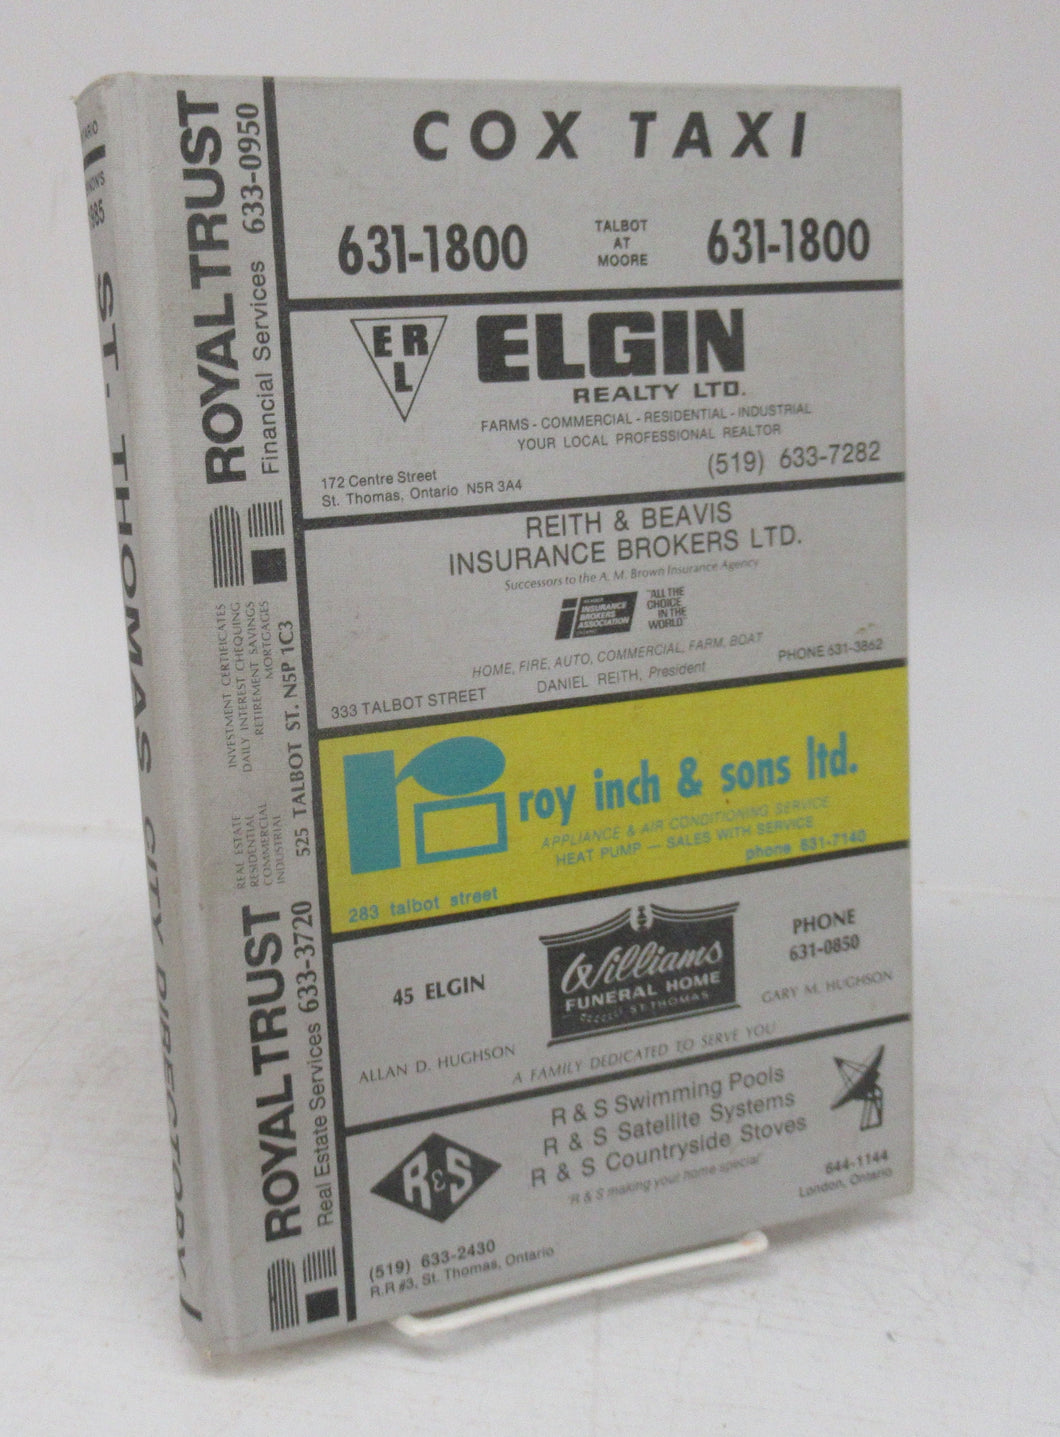 1985
ST. THOMAS CITY DIRECTORY
ROYAL TRUST
Financial Services 633-0950
INVESTMENT CERTIFICATES
DAILY INTEREST CHEQUING
RETIREMENT SAVINGS
MORTGAGES
525 TALBOT ST. N5P 1C3
REAL ESTATE
RESIDENTIAL
COMMERCIAL
INDUSTRIAL
ROYAL TRUST
Real Estate Services 633-3720
COX TAXI
631-1800
TALBOT
AT
MOORE
631-1800
ERL
ELGIN
REALTY LTD.
FARMS - COMMERCIAL - RESIDENTIAL - INDUSTRIAL
YOUR LOCAL PROFESSIONAL REALTOR
(519) 633-7282
172 Centre Street
St. Thomas, Ontario N5R 3A4
REITH & BEAVIS
INSURANCE BROKERS LTD.
Successors to the A. M. Brown Insurance Agency
INSURANCE
BROKERS
ASSOCIATION
"ALL THE
CHOICE
IN THE
WORLD"
HOME, FIRE, AUTO, COMMERCIAL, FARM, BOAT
333 TALBOT STREET
DANIEL REITH, President
PHONE 631-3862
roy inch & sons ltd.
APPLIANCE & AIR CONDITIONING SERVICE
HEAT PUMP — SALES WITH SERVICE
phone 631-7140
283 talbot street
45 ELGIN
Williams
FUNERAL HOME
ST. THOMAS
PHONE
631-0850
GARY M. HUGHSON
ALLAN D. HUGHSON
A FAMILY DEDICATED TO SERVE YOU
R&S
R & S Swimming Pools
R & S Satellite Systems
R & S Countryside Stoves
"R & S making your home special"
644-1144
London, Ontario
(519) 633-2430
R.R #3, St. Thomas, Ontario